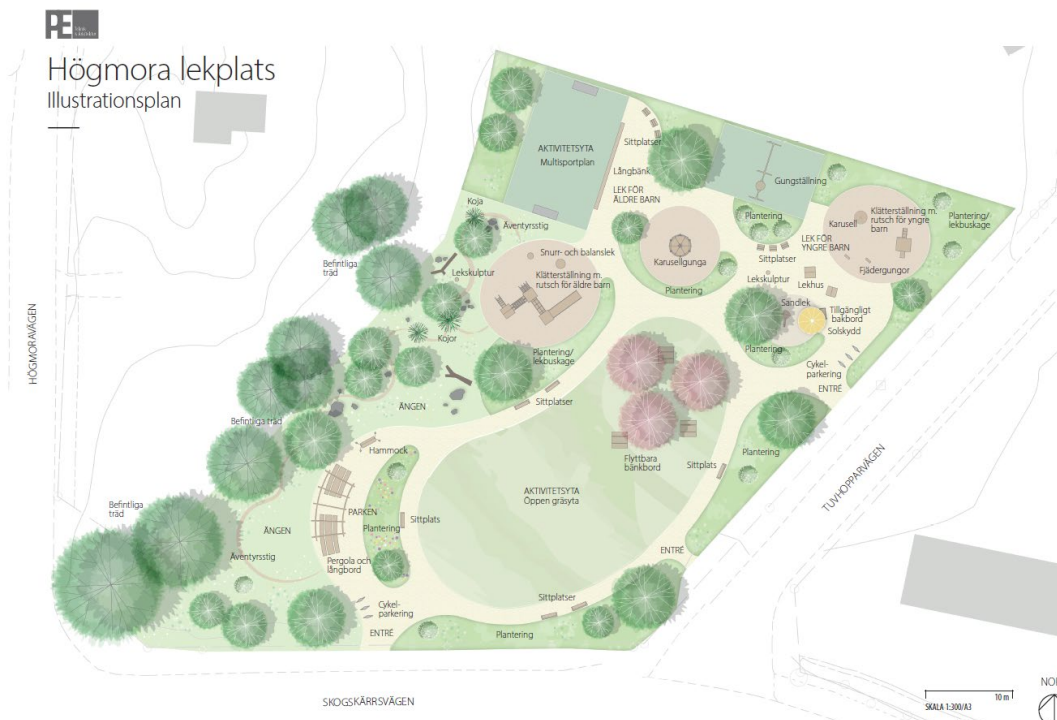 PE
Högmora lekplats
Illustrationsplan
AKTIVITETSYTA
Multisportplan
Sittplatser
Långbänk
LEK FÖR
ÄLDRE BARN
Gungställning
Koja
Äventyrsstig
Plantering
Karusell
Klätterställning m.
rutsch för yngre
barn
Plantering/
lekbuskage
Befintliga
träd
Snurr- och balanslek
Lekskulptur
Klätterställning m.
rutsch för äldre barn
Karusellgunga
Plantering
LEK FÖR
YNGRE BARN
Sittplatser
Lekskulptur
Lekhus
Fjädergungor
Sandlek
Tillgängligt
bakbord
Solskydd
Kojor
Plantering/
lekbuskage
Plantering
Cykel-
parkering
ENTRÉ
HÖGMORAVÄGEN
ÄNGEN
Sittplatser
Befintliga träd
Hammock
Flyttbara
bänkbord
Sittplats
Plantering
TUVHOPPARVÄGEN
AKTIVITETSYTA
Öppen gräsyta
Befintliga
träd
ÄNGEN
PARKEN
Plantering
Sittplats
Äventyrsstig
Pergola och
långbord
ENTRÉ
Cykel-
parkering
Sittplatser
ENTRÉ
Plantering
SKOGSKÄRRSVÄGEN
10 m
SKALA 1:300/A3